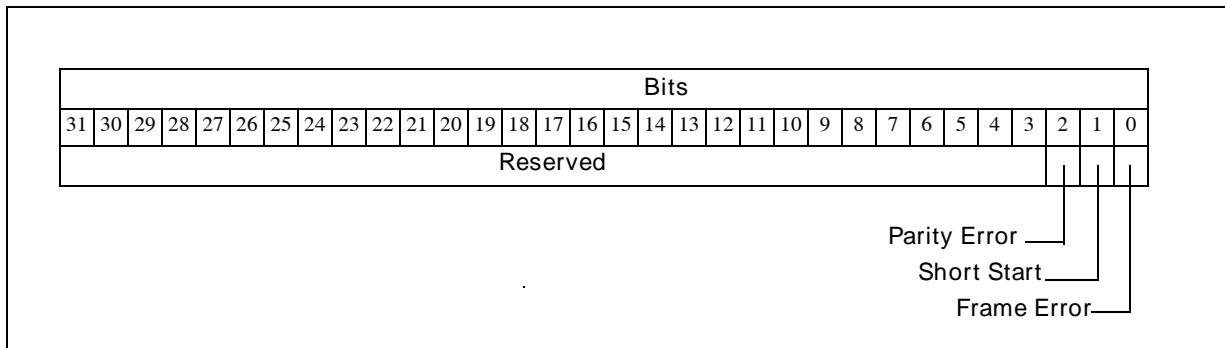 Bits
31 30 29 28 27 26 25 24 23 22 21 20 19 18 17 16 15 14 13 12 11 10 9 8 7 6 5 4 3 2 1 0
Reserved
Parity Error
Short Start
Frame Error